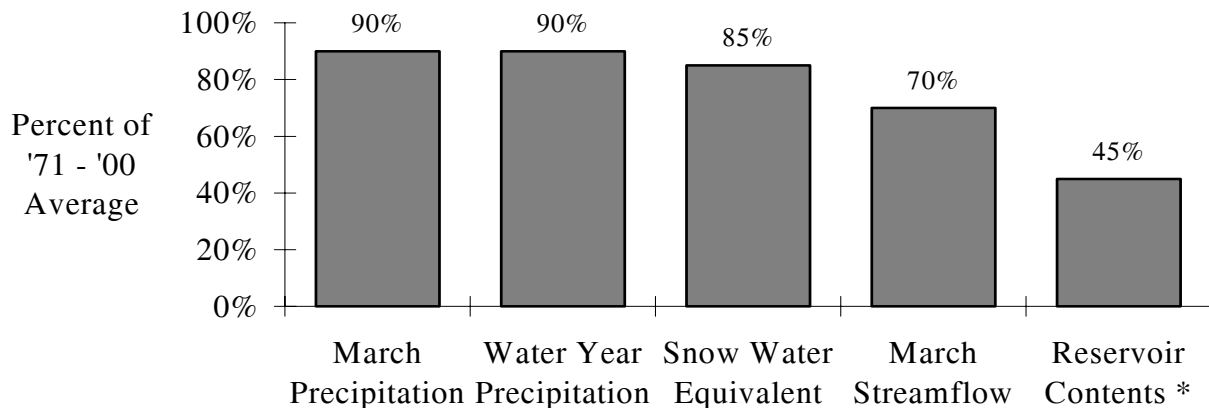 100%
80%
60%
40%
20%
0%
Percent of
'71 - '00
Average
90%
90%
85%
70%
45%
March
Precipitation
Water Year
Precipitation
Snow Water
Equivalent
March
Streamflow
Reservoir
Contents *